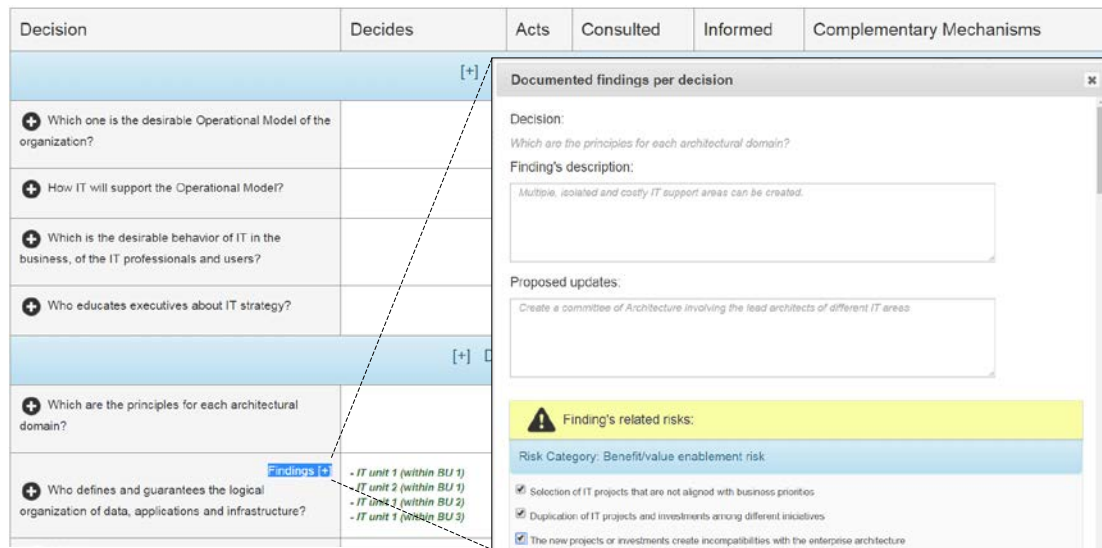 Decision Decides Acts Consulted Informed Complementary Mechanisms
[+]
Which one is the desirable Operational Model of the
organization?
How IT will support the Operational Model?
Which is the desirable behavior of IT in the
business, of the IT professionals and users?
Who educates executives about IT strategy?
[+] D
Which are the principles for each architectural
domain?
Findings [+]
Who defines and guarantees the logical
organization of data, applications and infrastructure?
- IT unit 1 (within BU 1)
- IT unit 2 (within BU 1)
- IT unit 1 (within BU 2)
- IT unit 1 (within BU 3)
Documented findings per decision
Decision:
Which are the principles for each architectural domain?
Finding's description:
Multiple, isolated and costly IT support areas can be created.
Proposed updates:
Create a committee of Architecture involving the lead architects of different IT areas
Finding's related risks:
Risk Category: Benefit/value enablement risk
Selection of IT projects that are not aligned with business priorities
Duplication of IT projects and investments among different iniciatives
The new projects or investments create incompatibilities with the enterprise architecture